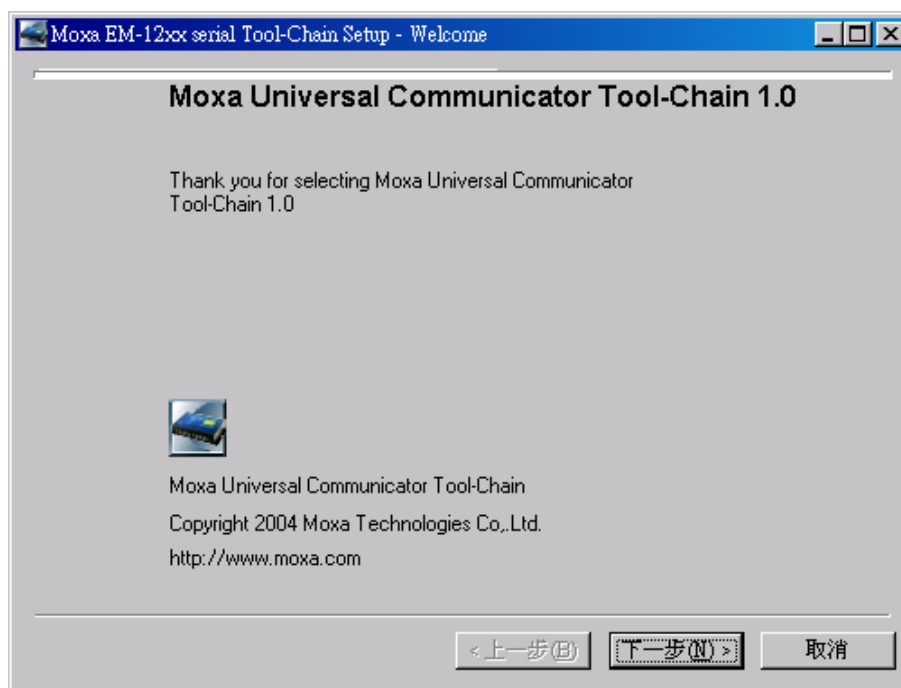 Moxa EM-12xx serial Tool-Chain Setup - Welcome
Moxa Universal Communicator Tool-Chain 1.0
Thank you for selecting Moxa Universal Communicator
Tool-Chain 1.0
Moxa Universal Communicator Tool-Chain
Copyright 2004 Moxa Technologies Co,.Ltd.
http://www.moxa.com
<上一步(B) 下一步(N)> 取消